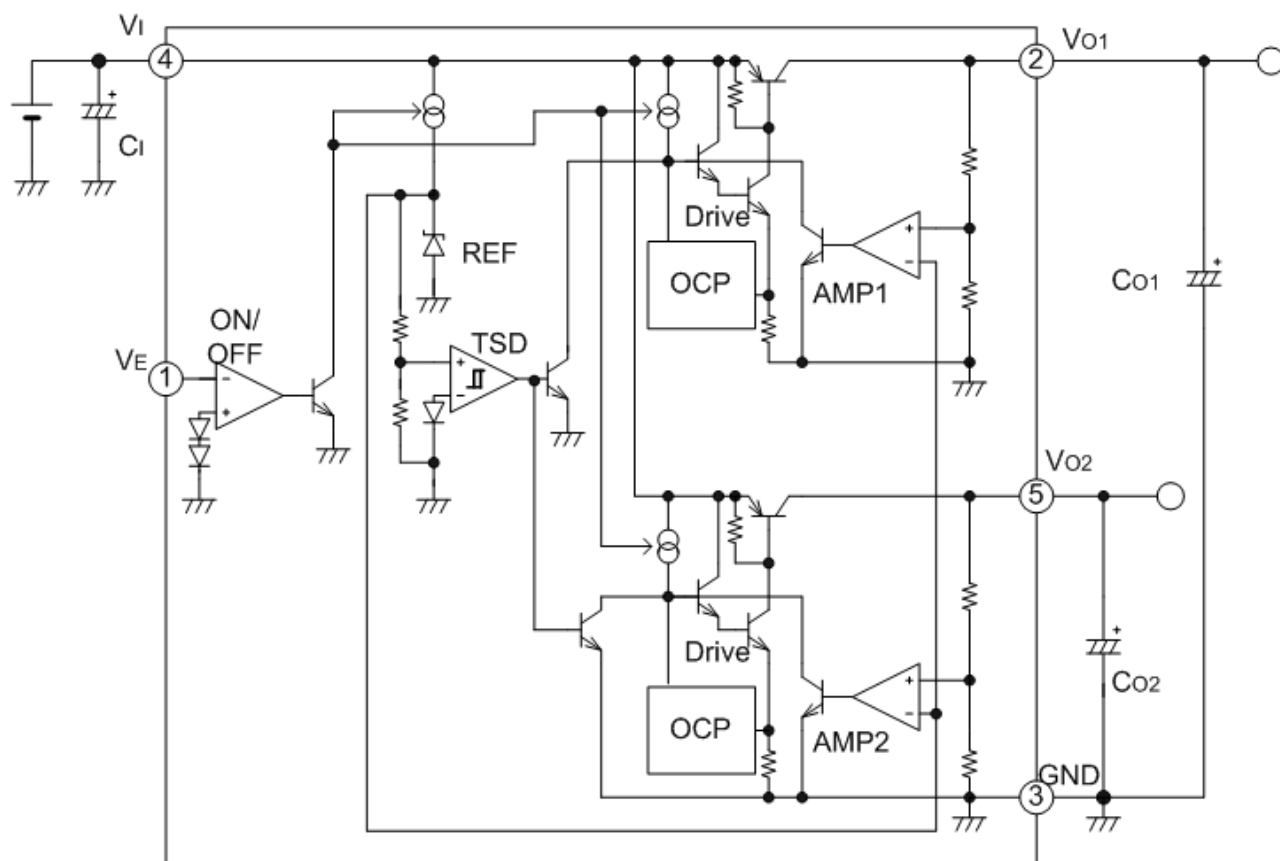 VI
4
2
VO1
+
CI
Drive
+
-
REF
OCP
AMP1
+
CO1
ON/
OFF
TSD
VE
1
-
+
+
-
VO2
5
Drive
+
-
+
CO2
OCP
AMP2
GND
3